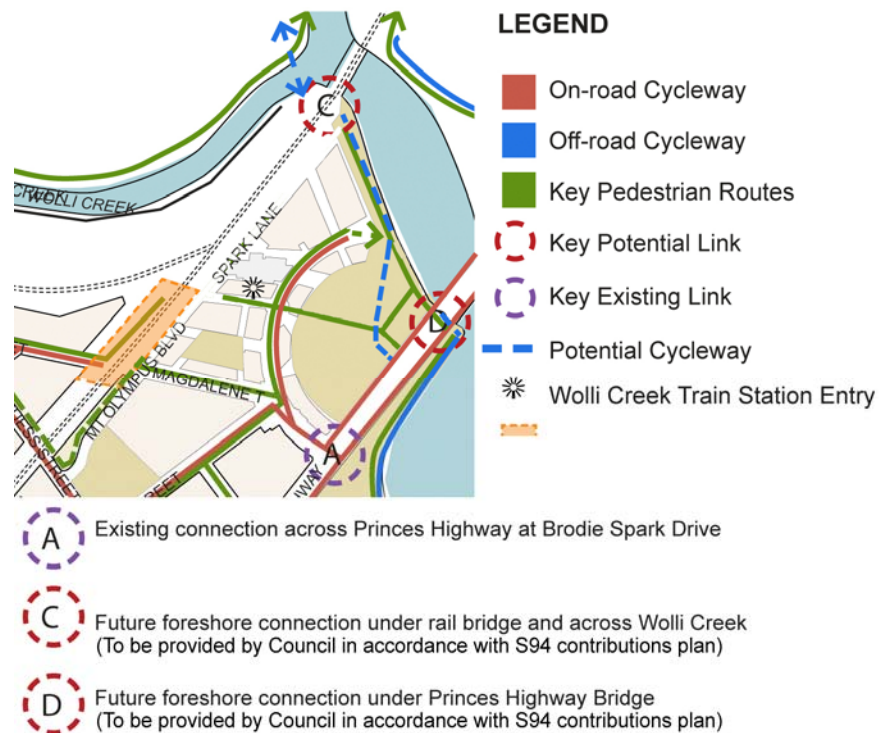 LEGEND
On-road Cycleway
Off-road Cycleway
Key Pedestrian Routes
Key Potential Link
Key Existing Link
Potential Cycleway
Wolli Creek Train Station Entry
C
WOLLI CREEK
SPARK LANE
D
MT OLYMPUS BLVD
MAGDALENE T
ESS STREET
REET
WAY
A
A
Existing connection across Princes Highway at Brodie Spark Drive
C
Future foreshore connection under rail bridge and across Wolli Creek
(To be provided by Council in accordance with S94 contributions plan)
D
Future foreshore connection under Princes Highway Bridge
(To be provided by Council in accordance with S94 contributions plan)